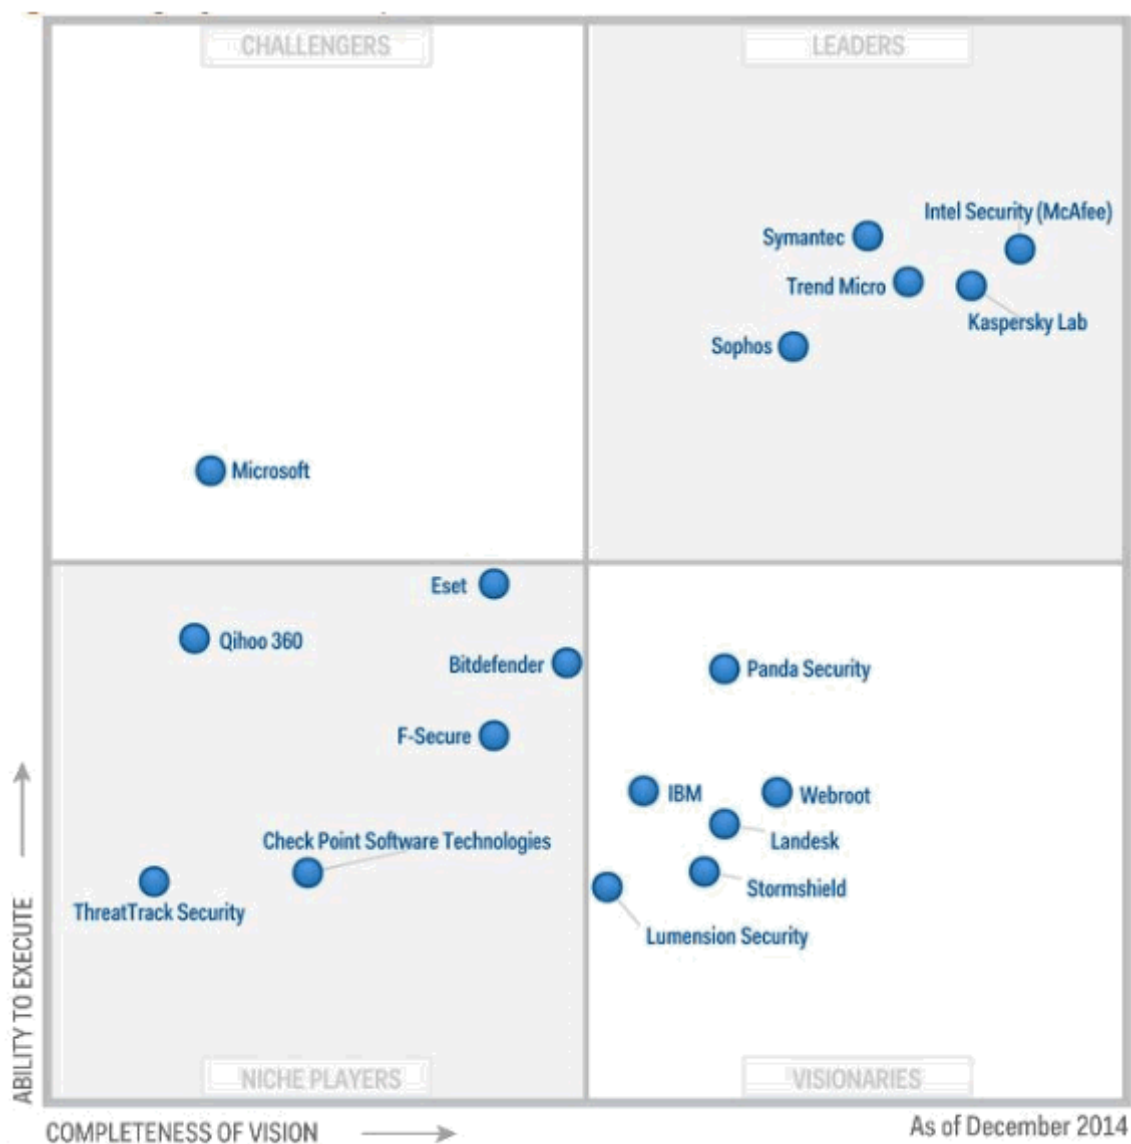 CHALLENGERS
LEADERS
Intel Security (McAfee)
Symantec
Trend Micro
Kaspersky Lab
Sophos
Microsoft
Eset
Qihoo 360
Bitdefender
Panda Security
F-Secure
IBM
Webroot
Landesk
Check Point Software Technologies
Stormshield
ThreatTrack Security
Lumension Security
ABILITY TO EXECUTE
NICHE PLAYERS
VISIONARIES
COMPLETENESS OF VISION
As of December 2014